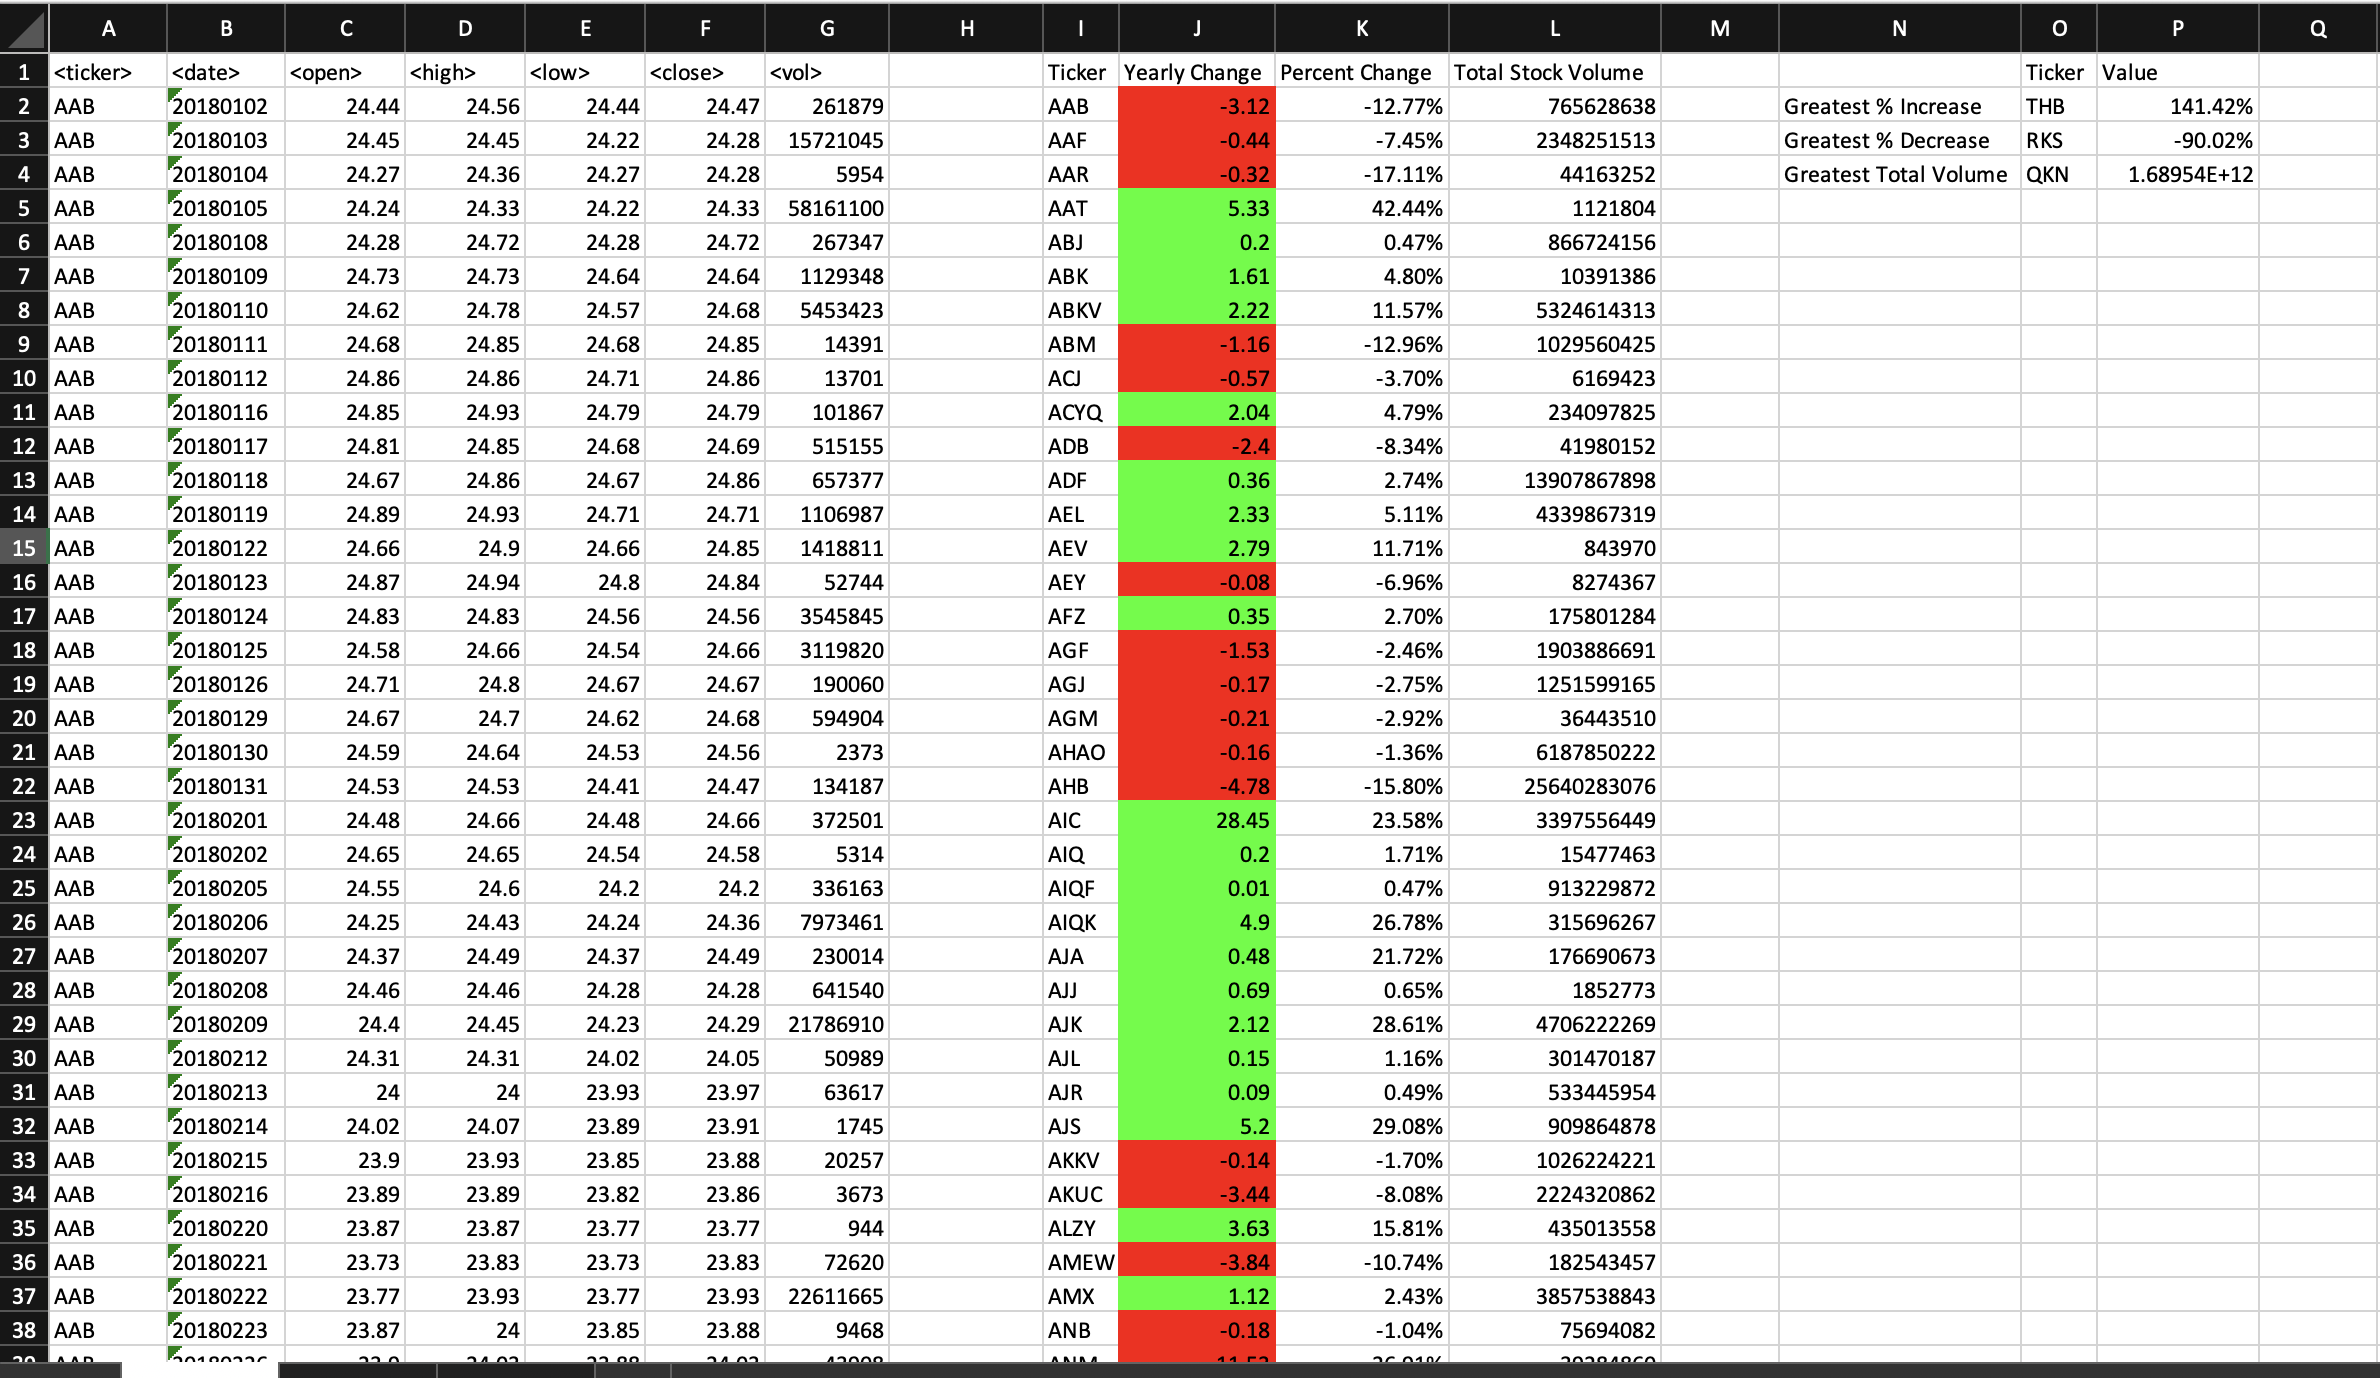 A B C D E F G H I J K L M N O P Q
1 <ticker> <date> <open> <high> <low> <close> <vol> Ticker Yearly Change Percent Change Total Stock Volume Ticker Value
2 AAB 20180102 24.44 24.56 24.44 24.47 261879 AAB -3.12 -12.77% 765628638 Greatest % Increase THB 141.42%
3 AAB 20180103 24.45 24.45 24.22 24.28 15721045 AAF -0.44 -7.45% 2348251513 Greatest % Decrease RKS -90.02%
4 AAB 20180104 24.27 24.36 24.27 24.28 5954 AAR -0.32 -17.11% 44163252 Greatest Total Volume QKN 1.68954E+12
5 AAB 20180105 24.24 24.33 24.22 24.33 58161100 AAT 5.33 42.44% 1121804
6 AAB 20180108 24.28 24.72 24.28 24.72 267347 ABJ 0.2 0.47% 866724156
7 AAB 20180109 24.73 24.73 24.64 24.64 1129348 ABK 1.61 4.80% 10391386
8 AAB 20180110 24.62 24.78 24.57 24.68 5453423 ABKV 2.22 11.57% 5324614313
9 AAB 20180111 24.68 24.85 24.68 24.85 14391 ABM -1.16 -12.96% 1029560425
10 AAB 20180112 24.86 24.86 24.71 24.86 13701 ACJ -0.57 -3.70% 6169423
11 AAB 20180116 24.85 24.93 24.79 24.79 101867 ACYQ 2.04 4.79% 234097825
12 AAB 20180117 24.81 24.85 24.68 24.69 515155 ADB -2.4 -8.34% 41980152
13 AAB 20180118 24.67 24.86 24.67 24.86 657377 ADF 0.36 2.74% 13907867898
14 AAB 20180119 24.89 24.93 24.71 24.71 1106987 AEL 2.33 5.11% 4339867319
15 AAB 20180122 24.66 24.9 24.66 24.85 1418811 AEV 2.79 11.71% 843970
16 AAB 20180123 24.87 24.94 24.8 24.84 52744 AEY -0.08 -6.96% 8274367
17 AAB 20180124 24.83 24.83 24.56 24.56 3545845 AFZ 0.35 2.70% 175801284
18 AAB 20180125 24.58 24.66 24.54 24.66 3119820 AGF -1.53 -2.46% 1903886691
19 AAB 20180126 24.71 24.8 24.67 24.67 190060 AGJ -0.17 -2.75% 1251599165
20 AAB 20180129 24.67 24.7 24.62 24.68 594904 AGM -0.21 -2.92% 36443510
21 AAB 20180130 24.59 24.64 24.53 24.56 2373 AHAO -0.16 -1.36% 6187850222
22 AAB 20180131 24.53 24.53 24.41 24.47 134187 AHB -4.78 -15.80% 25640283076
23 AAB 20180201 24.48 24.66 24.48 24.66 372501 AIC 28.45 23.58% 3397556449
24 AAB 20180202 24.65 24.65 24.54 24.58 5314 AIQ 0.2 1.71% 15477463
25 AAB 20180205 24.55 24.6 24.2 24.2 336163 AIQF 0.01 0.47% 913229872
26 AAB 20180206 24.25 24.43 24.24 24.36 7973461 AIQK 4.9 26.78% 315696267
27 AAB 20180207 24.37 24.49 24.37 24.49 230014 AJA 0.48 21.72% 176690673
28 AAB 20180208 24.46 24.46 24.28 24.28 641540 AJJ 0.69 0.65% 1852773
29 AAB 20180209 24.4 24.45 24.23 24.29 21786910 AJK 2.12 28.61% 4706222269
30 AAB 20180212 24.31 24.31 24.02 24.05 50989 AJL 0.15 1.16% 301470187
31 AAB 20180213 24 24 23.93 23.97 63617 AJR 0.09 0.49% 533445954
32 AAB 20180214 24.02 24.07 23.89 23.91 1745 AJS 5.2 29.08% 909864878
33 AAB 20180215 23.9 23.93 23.85 23.88 20257 AKKV -0.14 -1.70% 1026224221
34 AAB 20180216 23.89 23.89 23.82 23.86 3673 AKUC -3.44 -8.08% 2224320862
35 AAB 20180220 23.87 23.87 23.77 23.77 944 ALZY 3.63 15.81% 435013558
36 AAB 20180221 23.73 23.83 23.73 23.83 72620 AMEW -3.84 -10.74% 182543457
37 AAB 20180222 23.77 23.93 23.77 23.93 22611665 AMX 1.12 2.43% 3857538843
38 AAB 20180223 23.87 24 23.85 23.88 9468 ANB -0.18 -1.04% 75694082